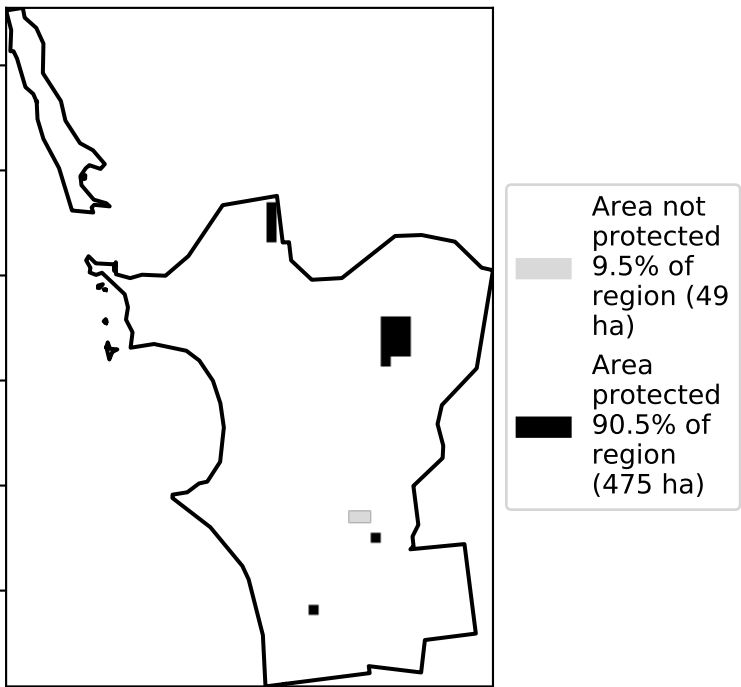 Area not
protected
9.5% of
region (49
ha)
Area
protected
90.5% of
region
(475 ha)